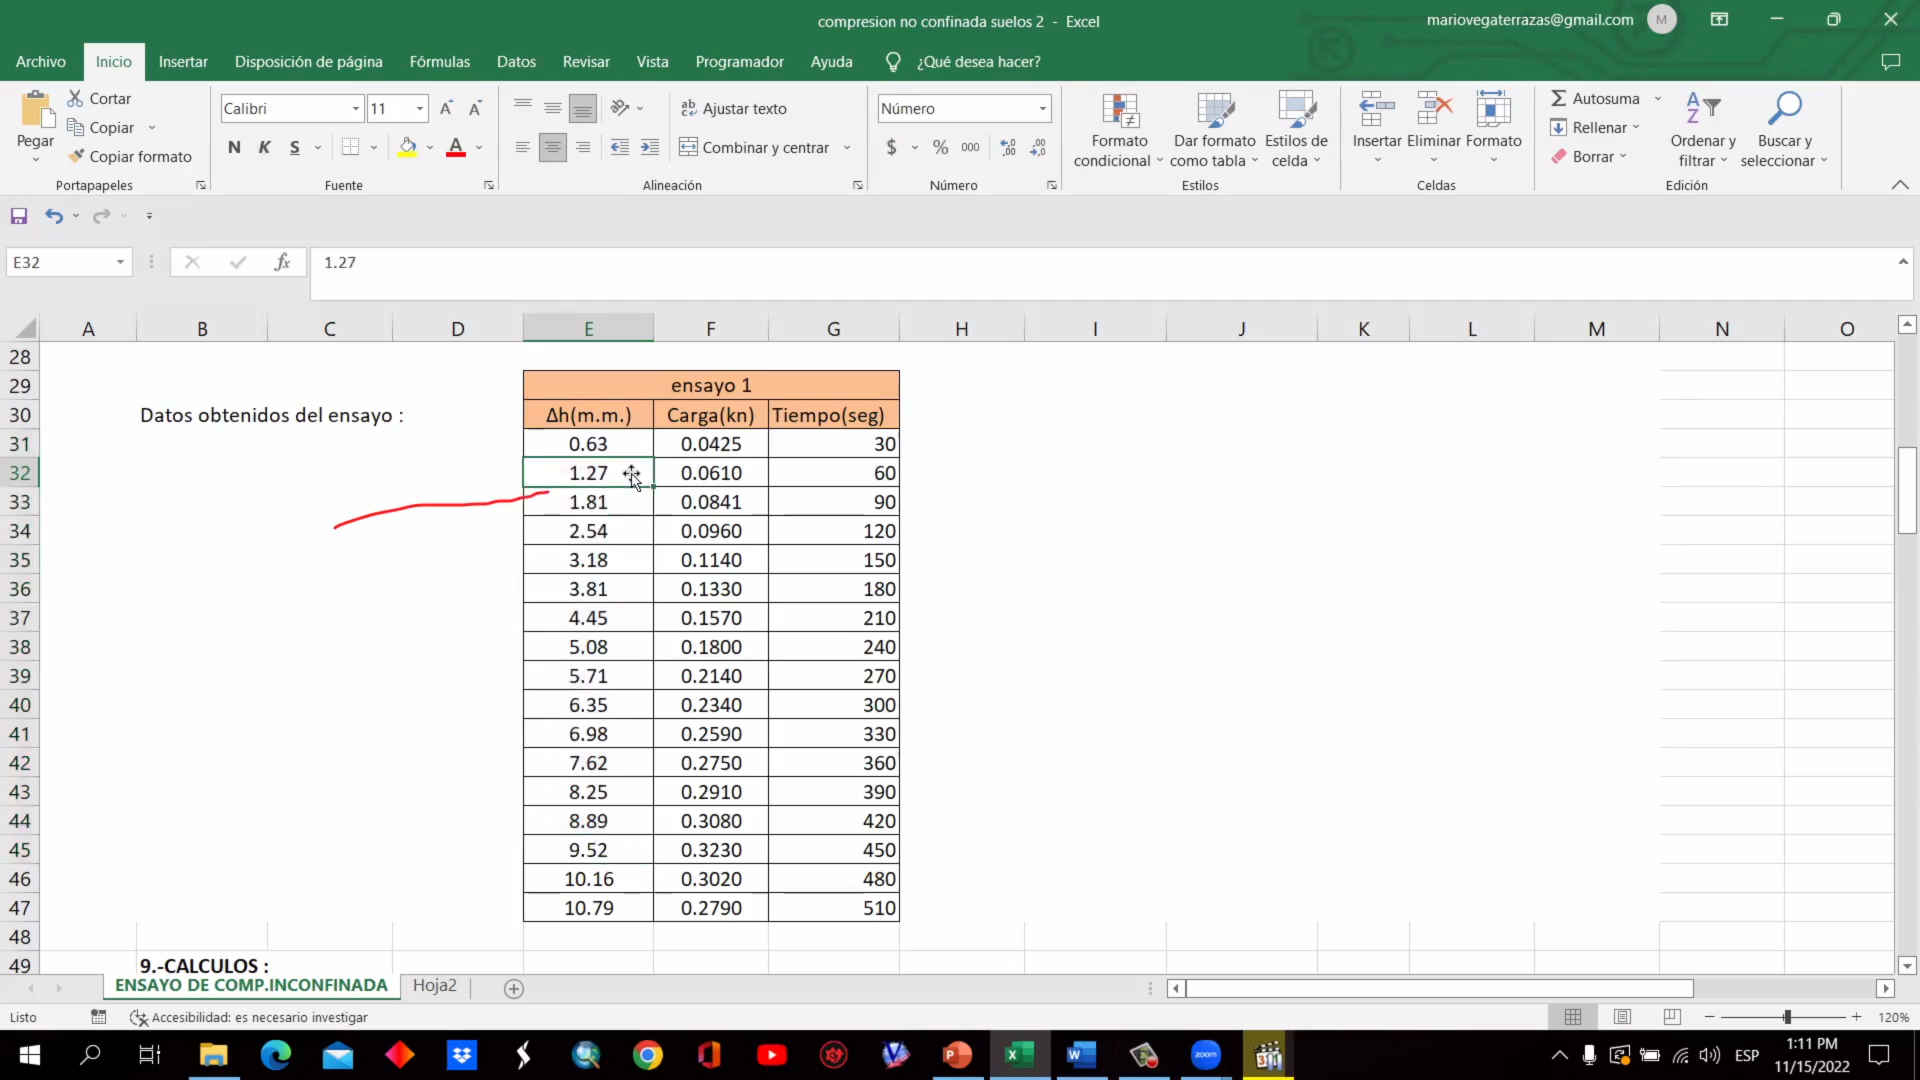 compresion no confinada suelos 2 - Excel
mariovegaterrazas@gmail.com
M
Archivo
Inicio
Insertar
Disposición de página
Fórmulas
Datos
Revisar
Vista
Programador
Ayuda
¿Qué desea hacer?
Pegar
Cortar
Copiar
Copiar formato
Portapapeles
Calibri
11
N K S
Fuente
Ajustar texto
Combinar y centrar
Alineación
Número
$ % 000
Número
Formato condicional
Dar formato como tabla
Estilos de celda
Estilos
Insertar
Eliminar
Formato
Celdas
Autosuma
Rellenar
Borrar
Ordenar y filtrar
Buscar y seleccionar
Edición
E32
fx
1.27
A B C D E F G H I J K L M N O
28
29 ensayo 1
30 Datos obtenidos del ensayo : Δh(m.m.) Carga(kn) Tiempo(seg)
31 0.63 0.0425 30
32 1.27 0.0610 60
33 1.81 0.0841 90
34 2.54 0.0960 120
35 3.18 0.1140 150
36 3.81 0.1330 180
37 4.45 0.1570 210
38 5.08 0.1800 240
39 5.71 0.2140 270
40 6.35 0.2340 300
41 6.98 0.2590 330
42 7.62 0.2750 360
43 8.25 0.2910 390
44 8.89 0.3080 420
45 9.52 0.3230 450
46 10.16 0.3020 480
47 10.79 0.2790 510
48
49 9.-CALCULOS :
ENSAYO DE COMP.INCONFINADA
Hoja2
Listo
Accesibilidad: es necesario investigar
120%
zoom
ESP
1:11 PM
11/15/2022